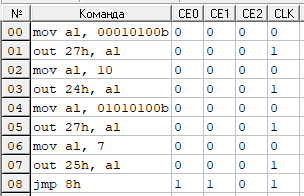 № Команда CE0 CE1 CE2 CLK
00 mov al, 00010100b 0 0 0 0
01 out 27h, al 0 0 0 1
02 mov al, 10 0 0 0 0
03 out 24h, al 0 0 0 1
04 mov al, 01010100b 0 0 0 0
05 out 27h, al 0 0 0 1
06 mov al, 7 0 0 0 0
07 out 25h, al 0 0 0 1
08 jmp 8h 1 1 0 1